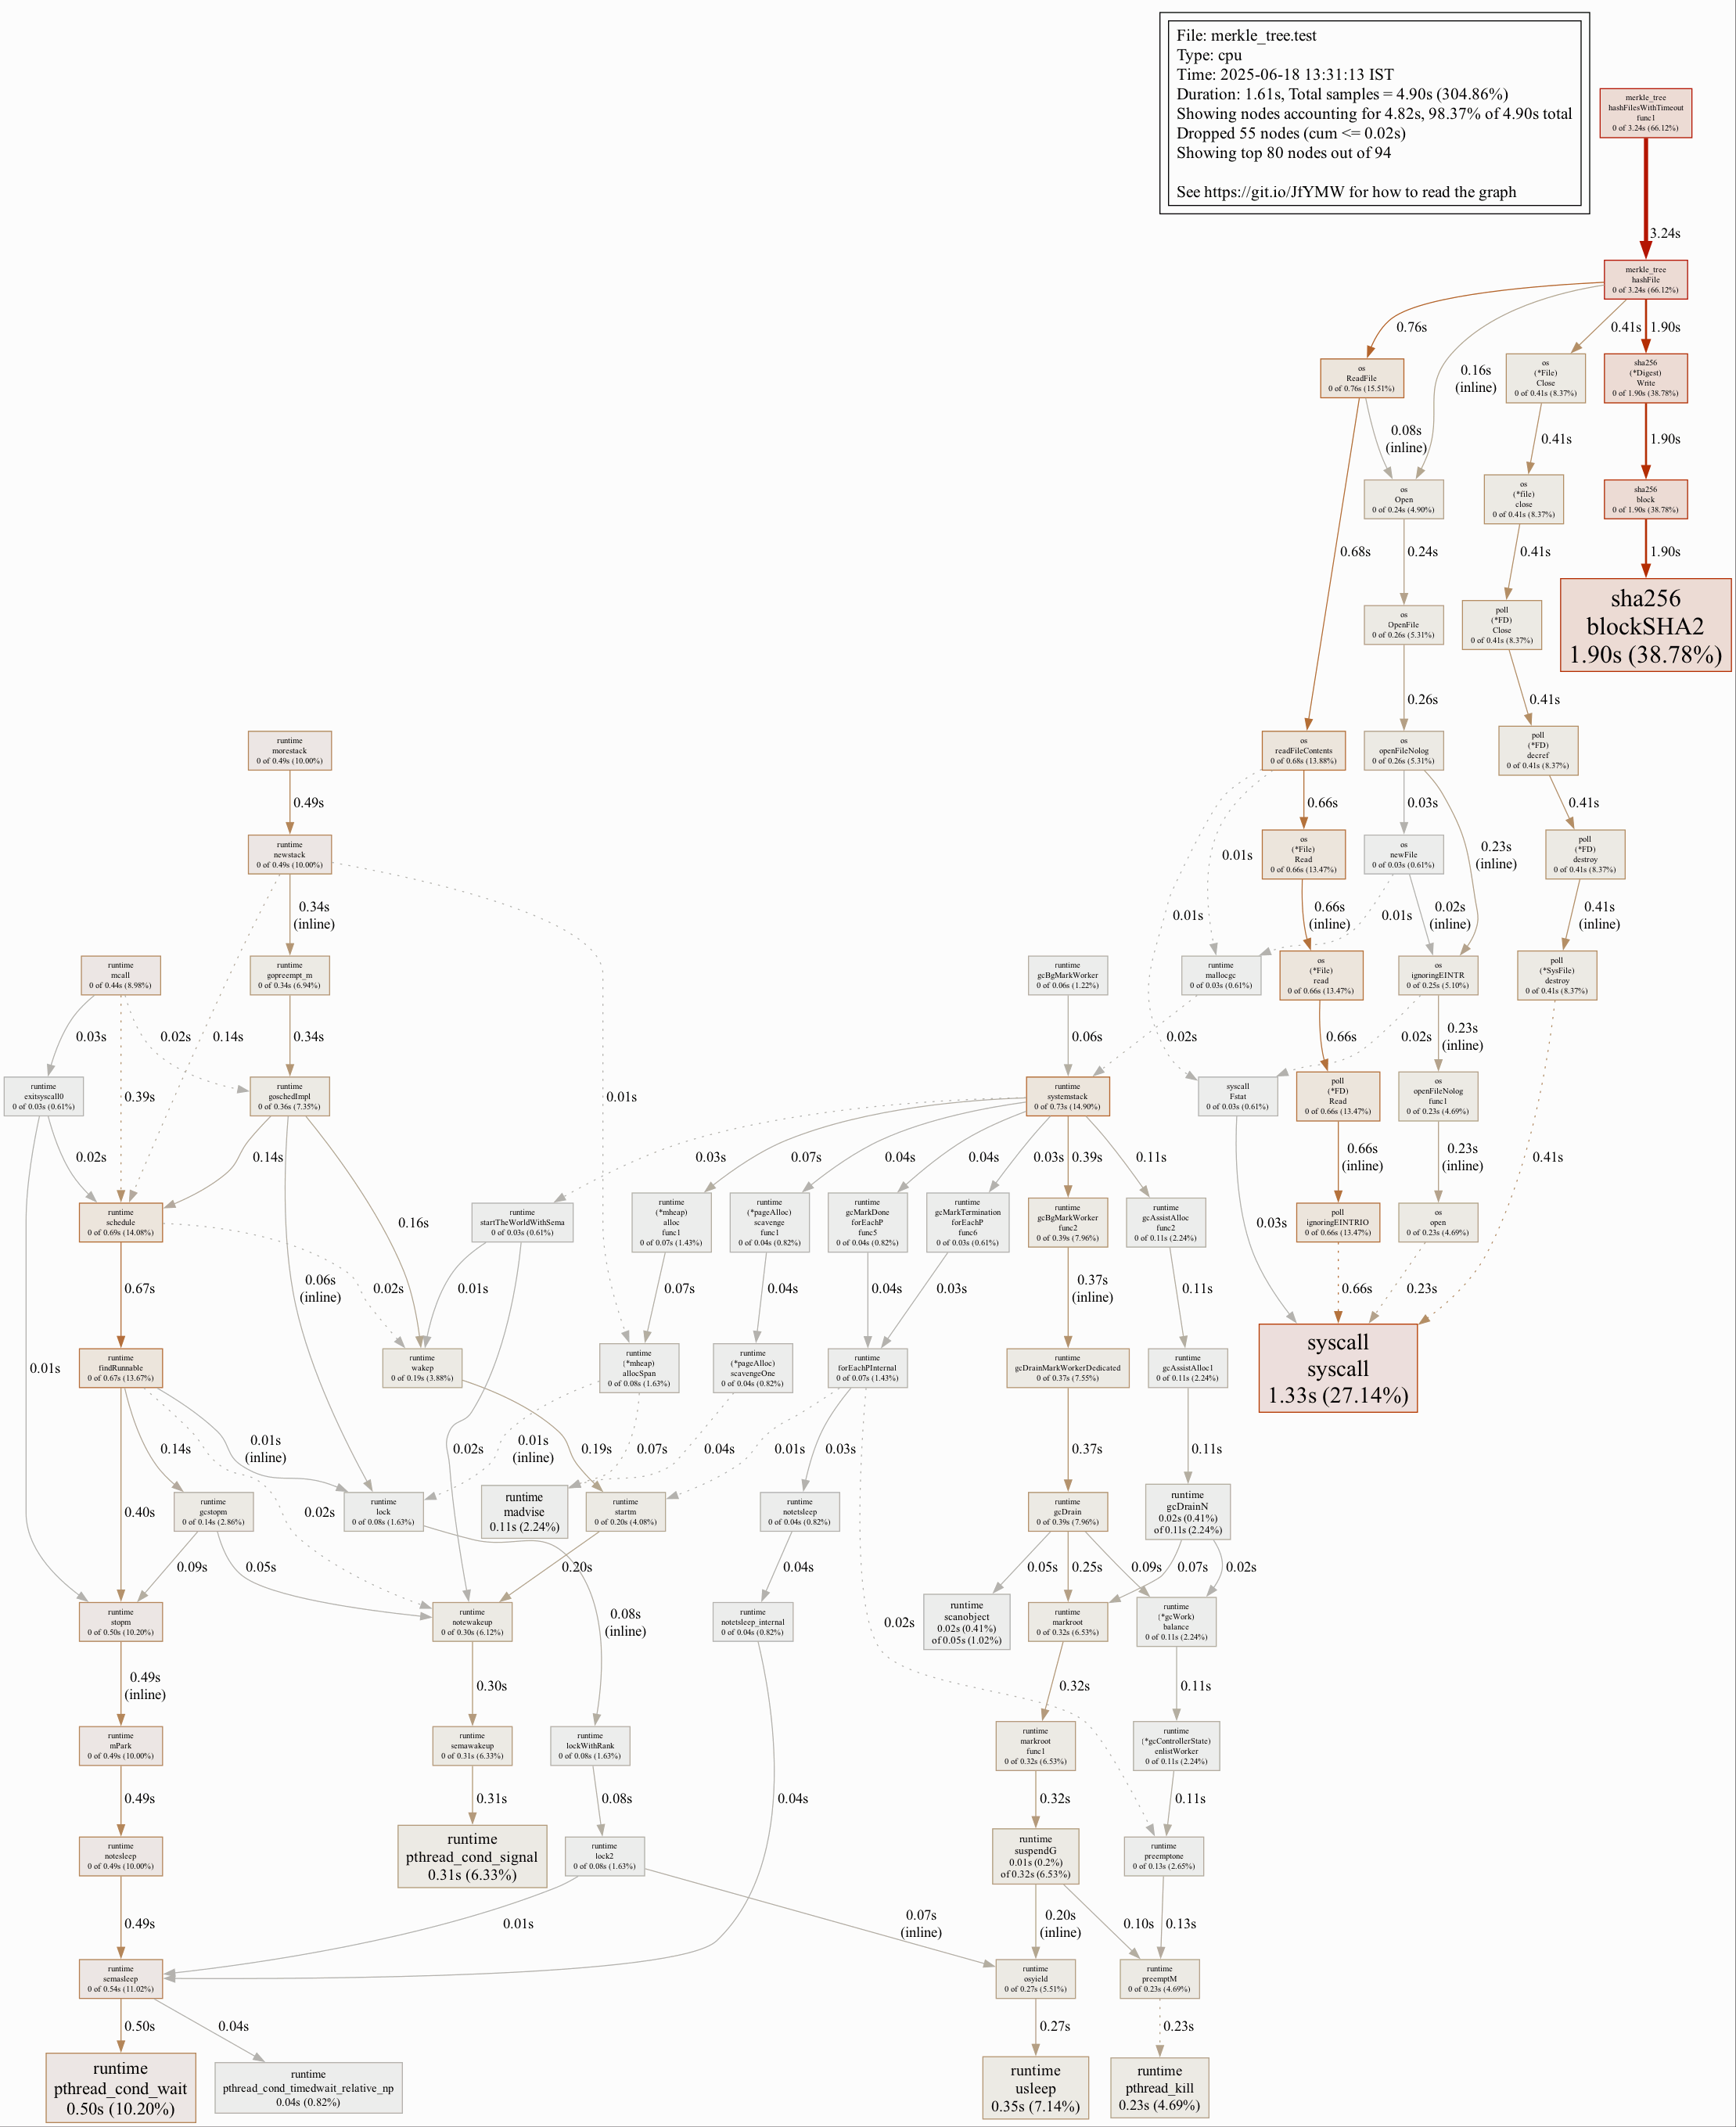 File: merkle_tree.test
Type: cpu
Time: 2025-06-18 13:31:13 IST
Duration: 1.61s, Total samples = 4.90s (304.86%)
Showing nodes accounting for 4.82s, 98.37% of 4.90s total
Dropped 55 nodes (cum <= 0.02s)
Showing top 80 nodes out of 94
See https://git.io/JfYMW for how to read the graph
merkle_tree
hashFilesWithTimeout
func1
0 of 3.24s (66.12%)
3.24s
merkle_tree
hashFile
0 of 3.24s (66.12%)
0.76s
0.16s
(inline)
0.41s
1.90s
os
ReadFile
0 of 0.76s (15.51%)
os
(*File)
Close
0 of 0.41s (8.37%)
sha256
(*Digest)
Write
0 of 1.90s (38.78%)
0.08s
(inline)
0.41s
1.90s
os
Open
0 of 0.24s (4.90%)
os
(*file)
close
0 of 0.41s (8.37%)
sha256
block
0 of 1.90s (38.78%)
0.68s
0.24s
0.41s
1.90s
os
OpenFile
0 of 0.26s (5.31%)
poll
(*FD)
Close
0 of 0.41s (8.37%)
sha256
blockSHA2
1.90s (38.78%)
0.26s
0.41s
runtime
morestack
0 of 0.49s (10.00%)
os
readFileContents
0 of 0.68s (13.88%)
os
openFileNolog
0 of 0.26s (5.31%)
poll
(*FD)
decref
0 of 0.41s (8.37%)
0.49s
0.66s
0.03s
0.41s
runtime
newstack
0 of 0.49s (10.00%)
0.01s
os
(*File)
Read
0 of 0.66s (13.47%)
os
newFile
0 of 0.03s (0.61%)
0.23s
(inline)
poll
(*FD)
destroy
0 of 0.41s (8.37%)
0.34s
(inline)
0.01s
0.66s
(inline)
0.01s
0.02s
(inline)
0.41s
(inline)
runtime
mcall
0 of 0.44s (8.98%)
runtime
gopreempt_m
0 of 0.34s (6.94%)
runtime
gcBgMarkWorker
0 of 0.06s (1.22%)
runtime
mallocgc
0 of 0.03s (0.61%)
os
(*File)
read
0 of 0.66s (13.47%)
os
ignoringEINTR
0 of 0.25s (5.10%)
poll
(*SysFile)
destroy
0 of 0.41s (8.37%)
0.03s
0.02s
0.14s
0.34s
0.06s
0.02s
0.66s
0.02s
0.23s
(inline)
runtime
exitsyscall0
0 of 0.03s (0.61%)
0.39s
runtime
goschedImpl
0 of 0.36s (7.35%)
0.01s
runtime
systemstack
0 of 0.73s (14.90%)
syscall
Fstat
0 of 0.03s (0.61%)
poll
(*FD)
Read
0 of 0.66s (13.47%)
os
openFileNolog
func1
0 of 0.23s (4.69%)
0.02s
0.14s
0.03s
0.07s
0.04s
0.04s
0.03s
0.39s
0.11s
0.66s
(inline)
0.23s
(inline)
0.41s
runtime
schedule
0 of 0.69s (14.08%)
0.16s
runtime
startTheWorldWithSema
0 of 0.03s (0.61%)
runtime
(*mheap)
alloc
func1
0 of 0.07s (1.43%)
runtime
(*pageAlloc)
scavenge
func1
0 of 0.04s (0.82%)
runtime
gcMarkDone
forEachP
func5
0 of 0.04s (0.82%)
runtime
gcMarkTermination
forEachP
func6
0 of 0.03s (0.61%)
runtime
gcBgMarkWorker
func2
0 of 0.39s (7.96%)
runtime
gcAssistAlloc
func2
0 of 0.11s (2.24%)
0.03s
poll
ignoringEINTRIO
0 of 0.66s (13.47%)
os
open
0 of 0.23s (4.69%)
0.67s
0.06s
(inline)
0.02s
0.01s
0.07s
0.04s
0.04s
0.03s
0.37s
(inline)
0.11s
0.66s
0.23s
0.01s
runtime
findRunnable
0 of 0.67s (13.67%)
runtime
wakep
0 of 0.19s (3.88%)
runtime
(*mheap)
allocSpan
0 of 0.08s (1.63%)
runtime
(*pageAlloc)
scavengeOne
0 of 0.04s (0.82%)
runtime
forEachPInternal
0 of 0.07s (1.43%)
runtime
gcDrainMarkWorkerDedicated
0 of 0.37s (7.55%)
runtime
gcAssistAlloc1
0 of 0.11s (2.24%)
syscall
syscall
1.33s (27.14%)
0.14s
0.01s
(inline)
0.02s
0.01s
(inline)
0.19s
0.07s
0.04s
0.01s
0.03s
0.37s
0.11s
0.40s
runtime
gcstopm
0 of 0.14s (2.86%)
0.02s
runtime
lock
0 of 0.08s (1.63%)
runtime
madvise
0.11s (2.24%)
runtime
startm
0 of 0.20s (4.08%)
runtime
notetsleep
0 of 0.04s (0.82%)
runtime
gcDrain
0 of 0.39s (7.96%)
runtime
gcDrainN
0.02s (0.41%)
of 0.11s (2.24%)
0.09s
0.05s
0.20s
0.04s
0.05s
0.25s
0.09s
0.07s
0.02s
runtime
stopm
0 of 0.50s (10.20%)
runtime
notewakeup
0 of 0.30s (6.12%)
0.08s
(inline)
runtime
notetsleep_internal
0 of 0.04s (0.82%)
0.02s
runtime
scanobject
0.02s (0.41%)
of 0.05s (1.02%)
runtime
markroot
0 of 0.32s (6.53%)
runtime
(*gcWork)
balance
0 of 0.11s (2.24%)
0.49s
(inline)
0.30s
0.32s
0.11s
runtime
mPark
0 of 0.49s (10.00%)
runtime
semawakeup
0 of 0.31s (6.33%)
runtime
lockWithRank
0 of 0.08s (1.63%)
runtime
markroot
func1
0 of 0.32s (6.53%)
runtime
(*gcControllerState)
enlistWorker
0 of 0.11s (2.24%)
0.49s
0.31s
0.08s
0.04s
0.32s
0.11s
runtime
notesleep
0 of 0.49s (10.00%)
runtime
pthread_cond_signal
0.31s (6.33%)
runtime
lock2
0 of 0.08s (1.63%)
runtime
suspendG
0.01s (0.2%)
of 0.32s (6.53%)
runtime
preemptone
0 of 0.13s (2.65%)
0.49s
0.01s
0.07s
(inline)
0.20s
(inline)
0.10s
0.13s
runtime
semasleep
0 of 0.54s (11.02%)
runtime
osyield
0 of 0.27s (5.51%)
runtime
preemptM
0 of 0.23s (4.69%)
0.50s
0.04s
0.27s
0.23s
runtime
pthread_cond_wait
0.50s (10.20%)
runtime
pthread_cond_timedwait_relative_np
0.04s (0.82%)
runtime
usleep
0.35s (7.14%)
runtime
pthread_kill
0.23s (4.69%)